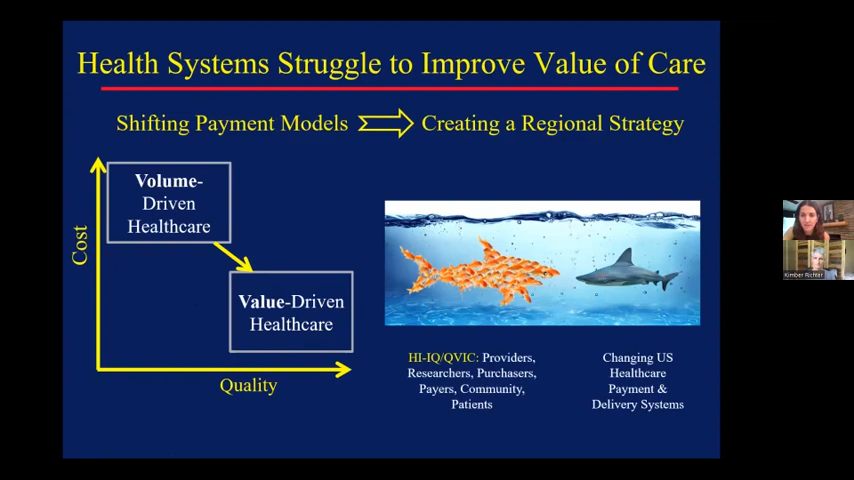 Health Systems Struggle to Improve Value of Care
Shifting Payment Models
Creating a Regional Strategy
Volume-
Driven
Healthcare
Cost
Value-Driven
Healthcare
Quality
HI-IQ/QVIC: Providers,
Researchers, Purchasers,
Payers, Community,
Patients
Changing US
Healthcare
Payment &
Delivery Systems
Kimber Richter